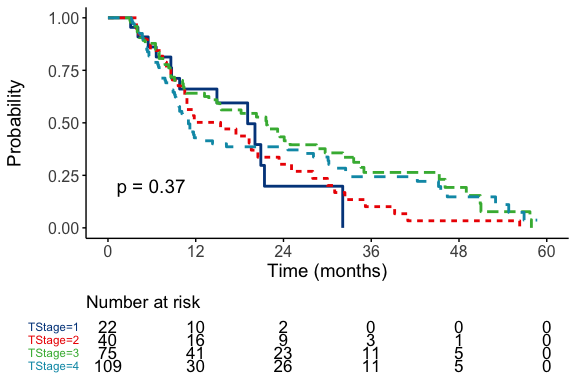 1.00
0.75
0.50
0.25
0.00
Probability
p = 0.37
0 12 24 36 48 60
Time (months)
Number at risk
TStage=1 22 10 2 0 0 0
TStage=2 40 16 9 3 1 0
TStage=3 75 41 23 11 5 0
TStage=4 109 30 26 11 5 0